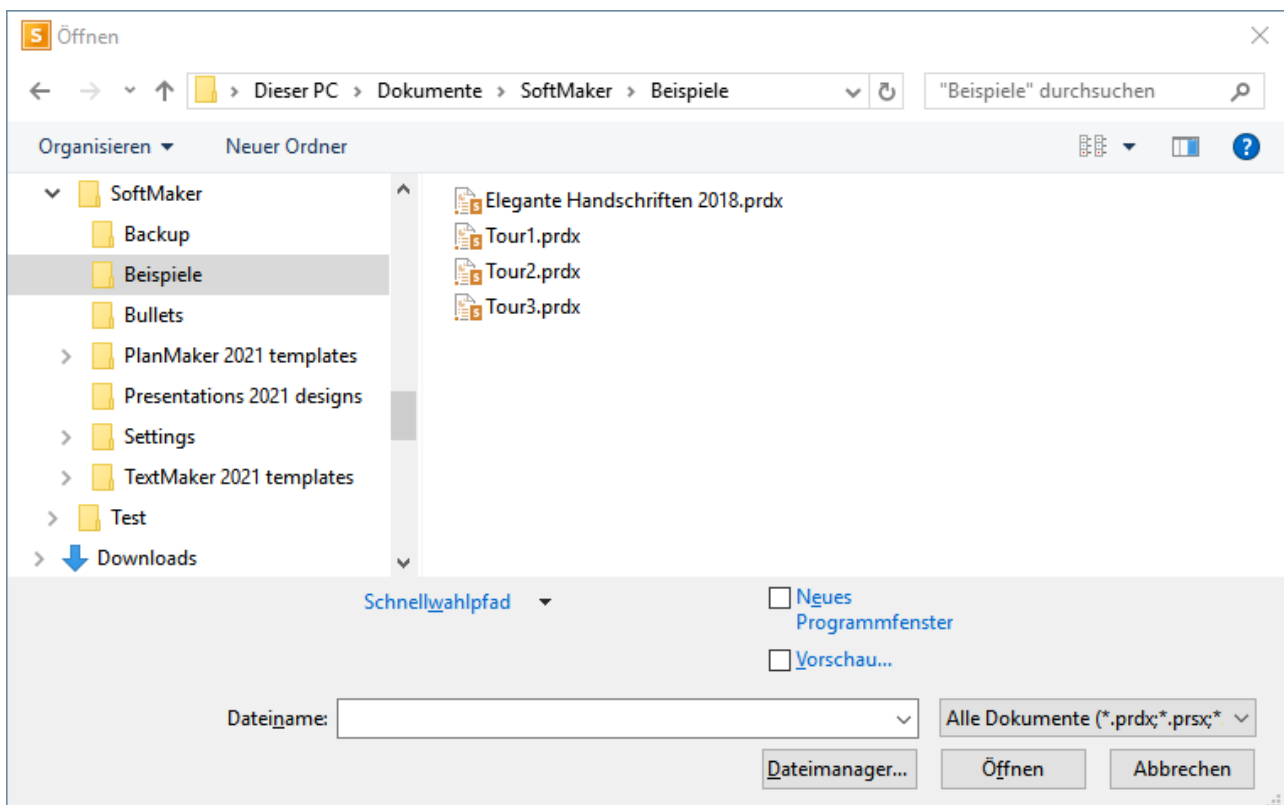 Öffnen
Dieser PC > Dokumente > SoftMaker > Beispiele
"Beispiele" durchsuchen
Organisieren
Neuer Ordner
SoftMaker
Backup
Beispiele
Bullets
PlanMaker 2021 templates
Presentations 2021 designs
Settings
TextMaker 2021 templates
Test
Downloads
Elegante Handschriften 2018.prdx
Tour1.prdx
Tour2.prdx
Tour3.prdx
Schnellwahlpfad
Neues
Programmfenster
Vorschau...
Dateiname:
Alle Dokumente (*.prdx;*.prsx;*
Dateimanager...
Öffnen
Abbrechen